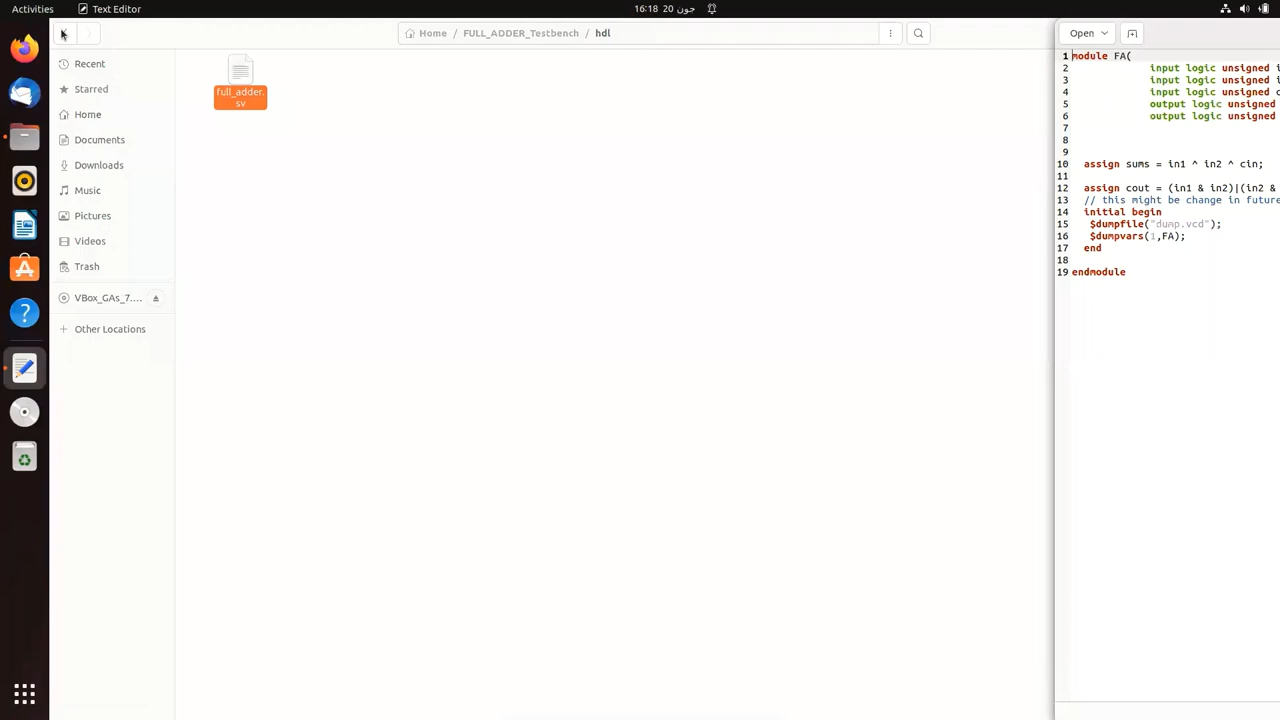 Activities
Text Editor
16:18 20 جون
Home / FULL_ADDER_Testbench / hdl
Open
Recent
Starred
Home
Documents
Downloads
Music
Pictures
Videos
Trash
VBox_GAs_7....
Other Locations
full_adder.
sv
1 module FA(
2 input logic unsigned
3 input logic unsigned
4 input logic unsigned
5 output logic unsigned
6 output logic unsigned
7
8
9
10 assign sums = in1 ^ in2 ^ cin;
11
12 assign cout = (in1 & in2)|(in2 &
13 // this might be change in future
14 initial begin
15 $dumpfile("dump.vcd");
16 $dumpvars(1,FA);
17 end
18
19 endmodule